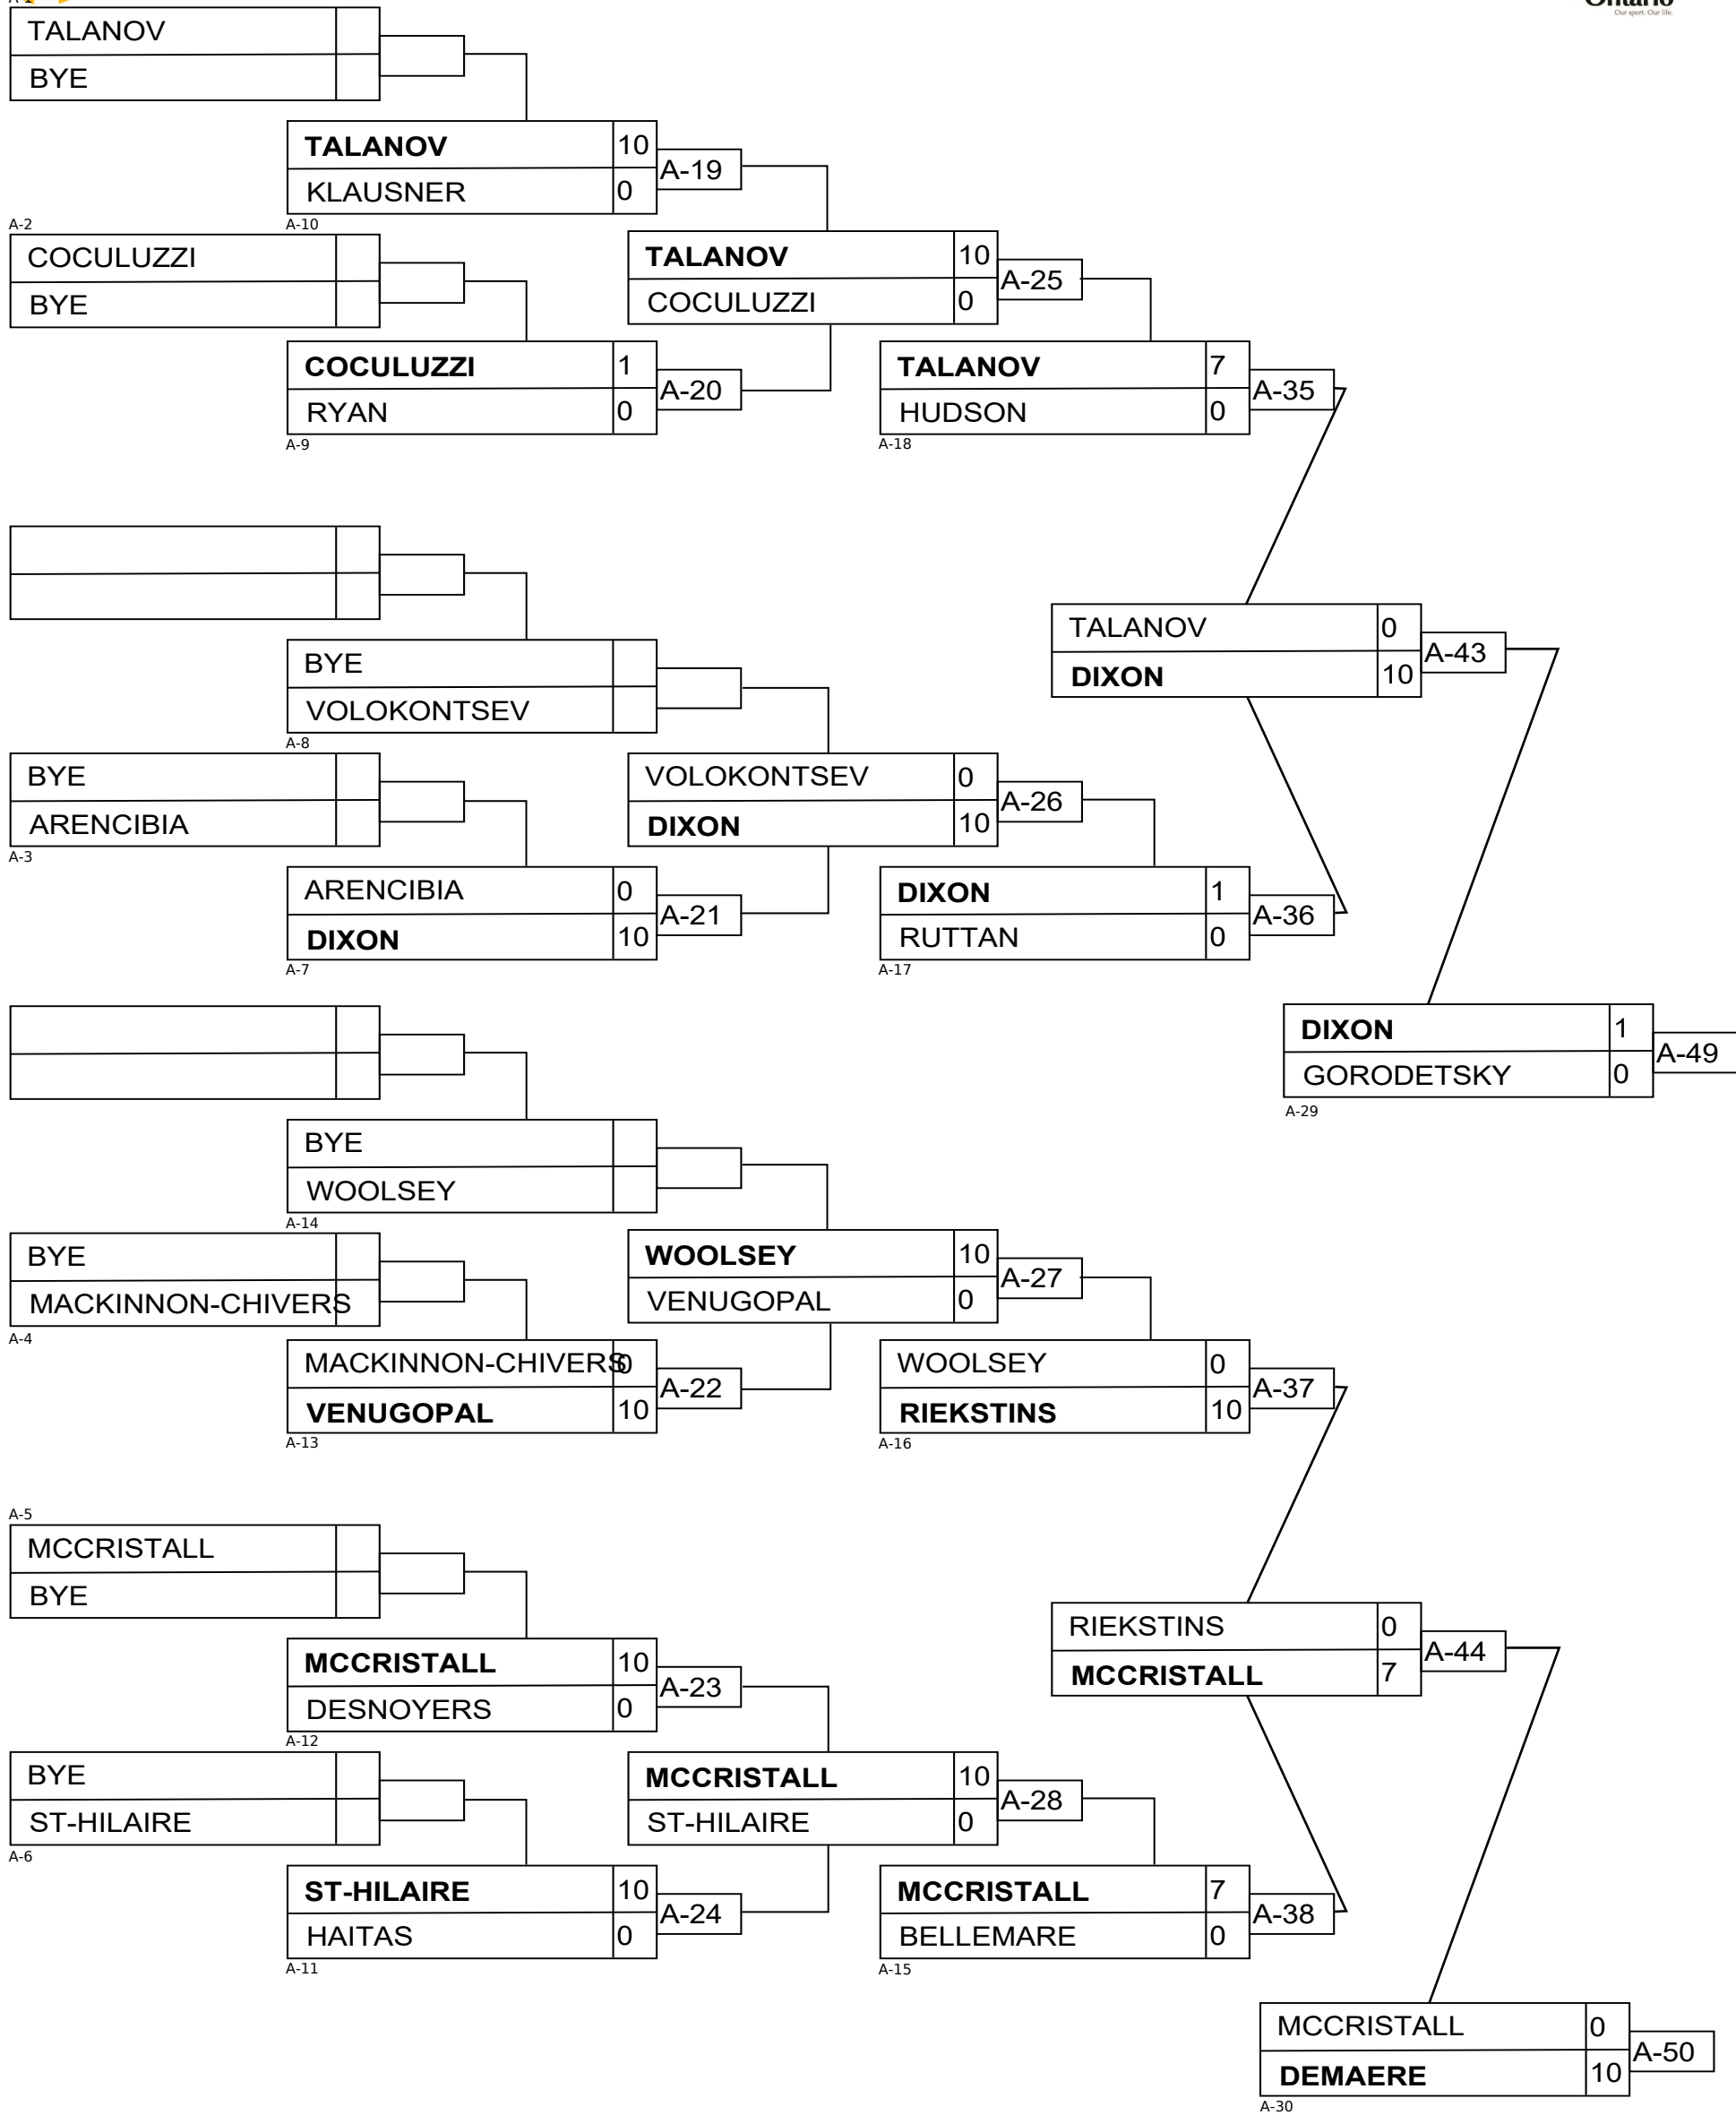 A-1
Ontario
Our sport. Our life.
TALANOV
BYE
TALANOV 10
A-19
KLAUSNER 0
A-2
A-10
COCULUZZI
BYE
TALANOV 10
A-25
COCULUZZI 0
COCULUZZI 1
A-20
RYAN 0
A-9
TALANOV 7
A-35
HUDSON 0
A-18
TALANOV 0
A-43
DIXON 10
BYE
VOLOKONTSEV
A-8
BYE
ARENCIBIA
A-3
VOLOKONTSEV 0
A-26
DIXON 10
ARENCIBIA 0
A-21
DIXON 10
A-7
DIXON 1
A-36
RUTTAN 0
A-17
DIXON 1
A-49
GORODETSKY 0
A-29
BYE
WOOLSEY
A-14
BYE
MACKINNON-CHIVERS
A-4
WOOLSEY 10
A-27
VENUGOPAL 0
MACKINNON-CHIVERS 0
A-22
VENUGOPAL 10
A-13
WOOLSEY 0
A-37
RIEKSTINS 10
A-16
A-5
MCCRISTALL
BYE
RIEKSTINS 0
A-44
MCCRISTALL 7
MCCRISTALL 10
A-23
DESNOYERS 0
A-12
BYE
ST-HILAIRE
A-6
MCCRISTALL 10
A-28
ST-HILAIRE 0
ST-HILAIRE 10
A-24
HAITAS 0
A-11
MCCRISTALL 7
A-38
BELLEMARE 0
A-15
MCCRISTALL 0
A-50
DEMAERE 10
A-30